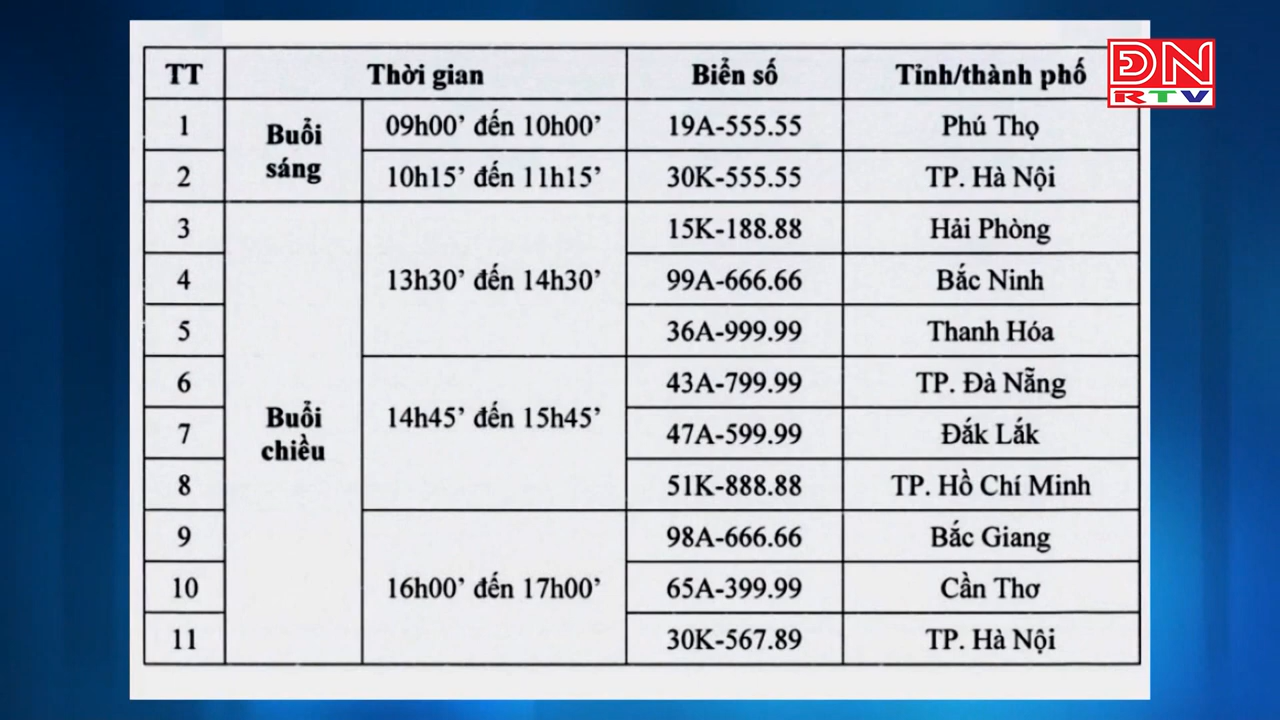 TT Thời gian Biển số Tỉnh/thành phố
ĐN
RTV
1 Buổi sáng 09h00’ đến 10h00’ 19A-555.55 Phú Thọ
2 10h15’ đến 11h15’ 30K-555.55 TP. Hà Nội
3 Buổi chiều 13h30’ đến 14h30’ 15K-188.88 Hải Phòng
4 99A-666.66 Bắc Ninh
5 36A-999.99 Thanh Hóa
6 14h45’ đến 15h45’ 43A-799.99 TP. Đà Nẵng
7 47A-599.99 Đắk Lắk
8 51K-888.88 TP. Hồ Chí Minh
9 16h00’ đến 17h00’ 98A-666.66 Bắc Giang
10 65A-399.99 Cần Thơ
11 30K-567.89 TP. Hà Nội